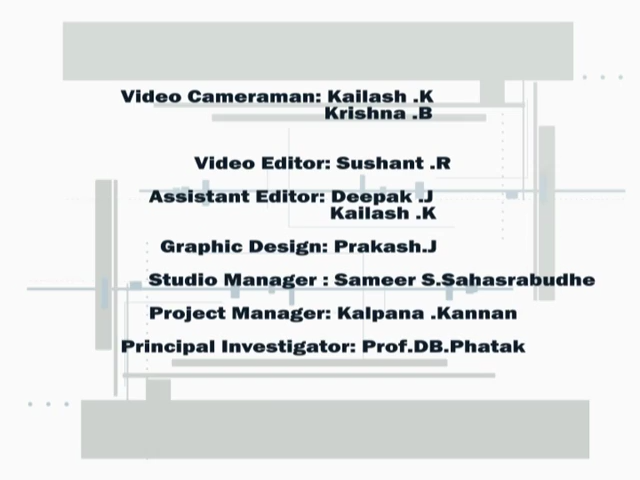 Video Cameraman: Kailash .K
Krishna .B
Video Editor: Sushant .R
Assistant Editor: Deepak .J
Kailash .K
Graphic Design: Prakash.J
Studio Manager : Sameer S.Sahasrabudhe
Project Manager: Kalpana .Kannan
Principal Investigator: Prof.DB.Phatak